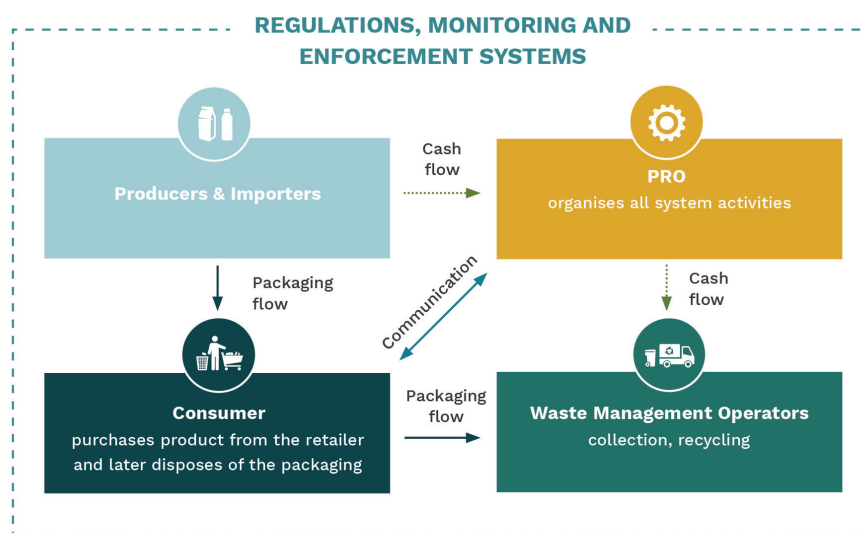 REGULATIONS, MONITORING AND
ENFORCEMENT SYSTEMS
Producers & Importers
Cash
flow
PRO
organises all system activities
Packaging
flow
Communication
Cash
flow
Consumer
purchases product from the retailer
and later disposes of the packaging
Packaging
flow
Waste Management Operators
collection, recycling